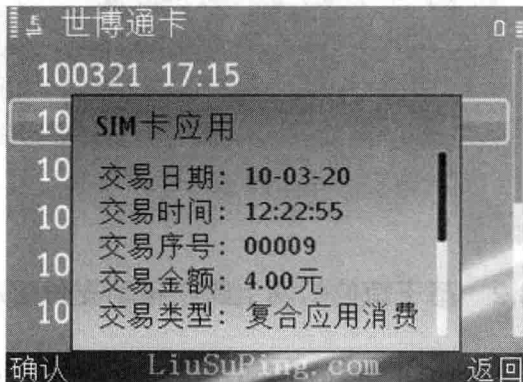 世博通卡
100321 17:15
10
SIM卡应用
10
交易日期: 10-03-20
10
交易时间: 12:22:55
交易序号: 00009
10
交易金额: 4.00元
10
交易类型: 复合应用消费
确认 LiuSuPing.com 返回